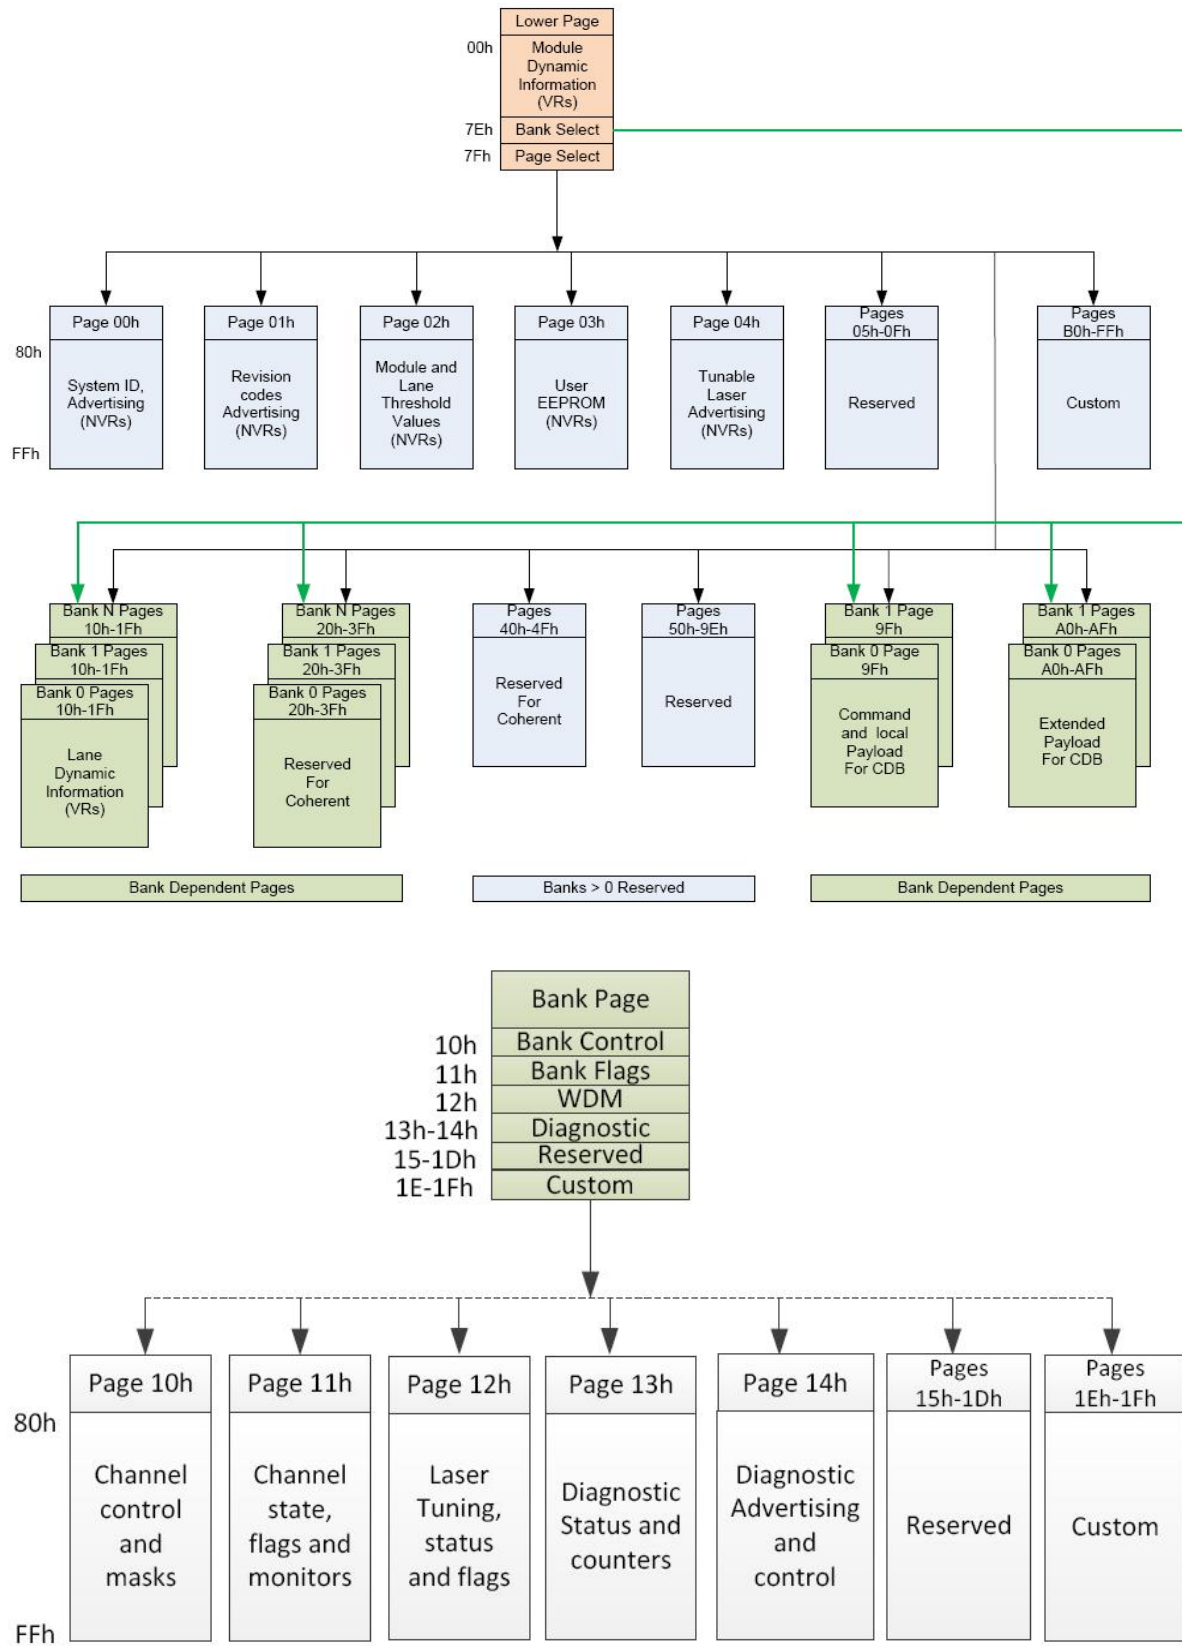 Lower Page
00h
Module
Dynamic
Information
(VRs)
7Eh
Bank Select
7Fh
Page Select
Page 00h
Page 01h
Page 02h
Page 03h
Page 04h
Pages
05h-0Fh
Pages
B0h-FFh
80h
System ID,
Advertising
(NVRs)
Revision
codes
Advertising
(NVRs)
Module and
Lane
Threshold
Values
(NVRs)
User
EEPROM
(NVRs)
Tunable
Laser
Advertising
(NVRs)
Reserved
Custom
FFh
Bank N Pages
10h-1Fh
Bank 1 Pages
10h-1Fh
Bank 0 Pages
10h-1Fh
Lane
Dynamic
Information
(VRs)
Bank N Pages
20h-3Fh
Bank 1 Pages
20h-3Fh
Bank 0 Pages
20h-3Fh
Reserved
For
Coherent
Pages
40h-4Fh
Reserved
For
Coherent
Pages
50h-9Eh
Reserved
Bank 1 Page
9Fh
Bank 0 Page
9Fh
Command
and local
Payload
For CDB
Bank 1 Pages
A0h-AFh
Bank 0 Pages
A0h-AFh
Extended
Payload
For CDB
Bank Dependent Pages
Banks > 0 Reserved
Bank Dependent Pages
Bank Page
10h
Bank Control
11h
Bank Flags
12h
WDM
13h-14h
Diagnostic
15-1Dh
Reserved
1E-1Fh
Custom
Page 10h
Page 11h
Page 12h
Page 13h
Page 14h
Pages
15h-1Dh
Pages
1Eh-1Fh
80h
Channel
control
and
masks
Channel
state,
flags and
monitors
Laser
Tuning,
status
and flags
Diagnostic
Status and
counters
Diagnostic
Advertising
and
control
Reserved
Custom
FFh